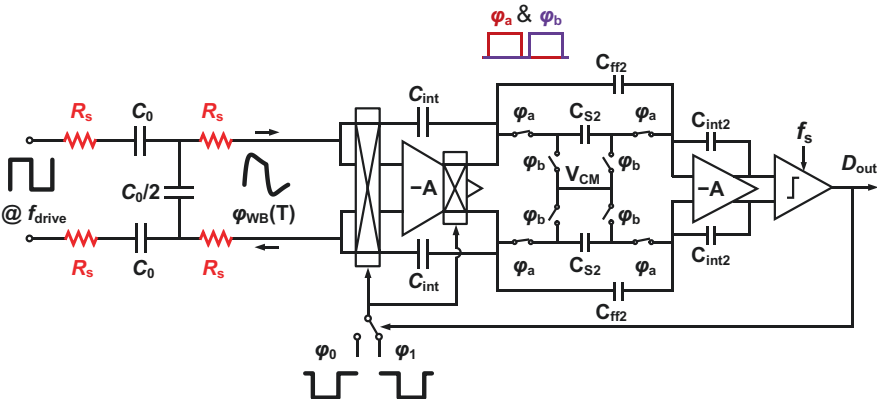 φa & φb
Cff2
Rs
C0
Rs
Cint
φa
CS2
φa
Cint2
fs
Dout
φb
φb
VCM
–A
–A
C0/2
φWB(T)
@ fdrive
φb
φb
Rs
C0
Rs
Cint
φa
CS2
φa
Cint2
Cff2
φ0
φ1